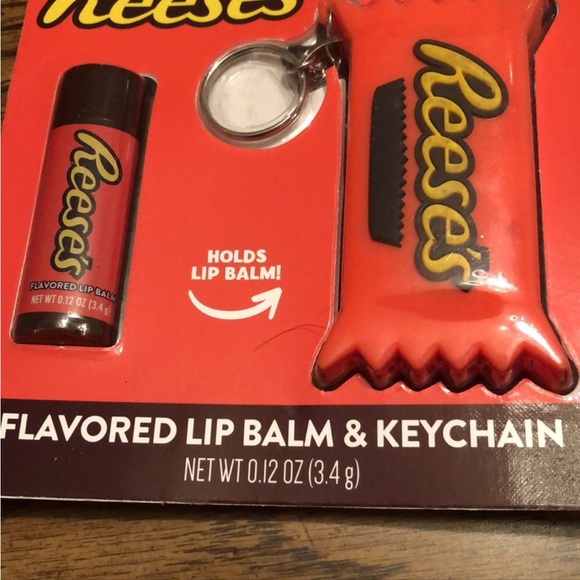 Reese's
Reese's
FLAVORED LIP BALM
NET WT 0.12 OZ (3.4 g)
HOLDS
LIP BALM!
Reese's
FLAVORED LIP BALM & KEYCHAIN
NET WT 0.12 OZ (3.4 g)